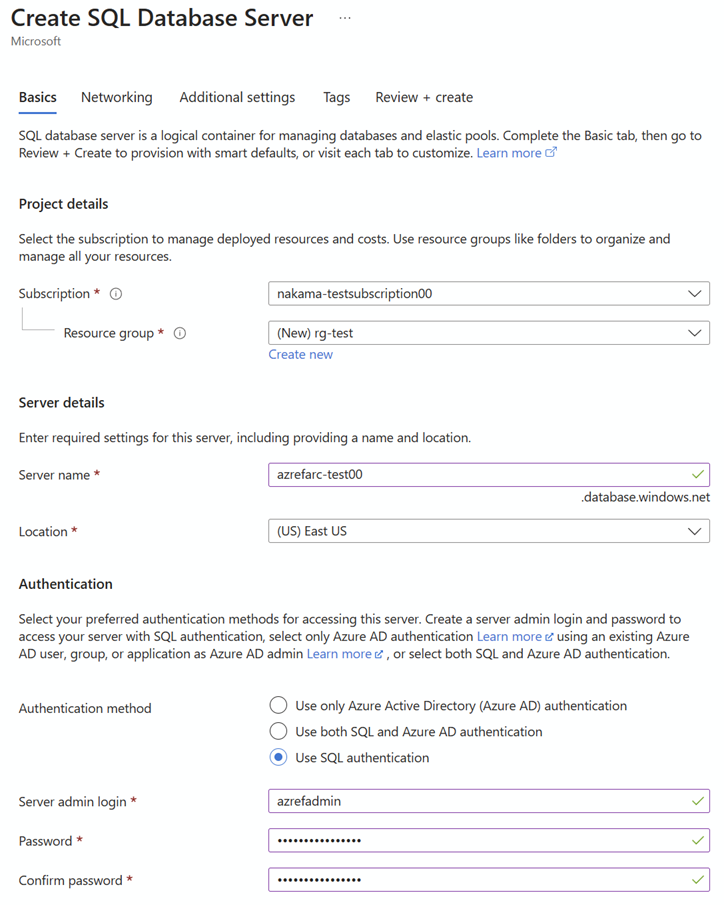 Create SQL Database Server ...
Microsoft
Basics Networking Additional settings Tags Review + create
SQL database server is a logical container for managing databases and elastic pools. Complete the Basic tab, then go to
Review + Create to provision with smart defaults, or visit each tab to customize. Learn more
Project details
Select the subscription to manage deployed resources and costs. Use resource groups like folders to organize and
manage all your resources.
Subscription * nakama-testsubscription00
Resource group * (New) rg-test
Create new
Server details
Enter required settings for this server, including providing a name and location.
Server name * azrefarc-test00
.database.windows.net
Location * (US) East US
Authentication
Select your preferred authentication methods for accessing this server. Create a server admin login and password to
access your server with SQL authentication, select only Azure AD authentication Learn more using an existing Azure
AD user, group, or application as Azure AD admin Learn more , or select both SQL and Azure AD authentication.
Authentication method Use only Azure Active Directory (Azure AD) authentication
Use both SQL and Azure AD authentication
Use SQL authentication
Server admin login * azrefadmin
Password * ••••••••••••••••
Confirm password * ••••••••••••••••